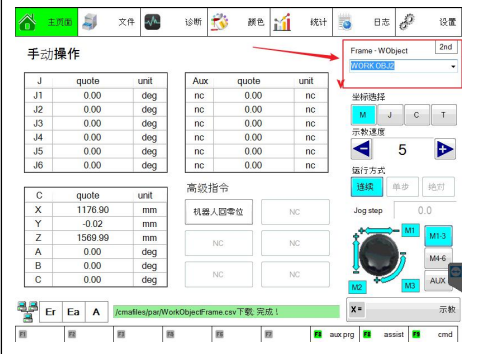 主页面 文件 诊断 颜色 统计 日志 设置
手动操作
Frame - WObject 2nd
WORK OBJ2
J quote unit
J1 0.00 deg
J2 0.00 deg
J3 0.00 deg
J4 0.00 deg
J5 0.00 deg
J6 0.00 deg
Aux quote unit
nc 0.00 nc
nc 0.00 nc
nc 0.00 nc
nc 0.00 nc
nc 0.00 nc
nc 0.00 nc
坐标选择
M J C T
示教速度
5
运行方式
连续 单步 绝对
Jog step 0.0
C quote unit
X 1176.90 mm
Y -0.02 mm
Z 1569.99 mm
A 0.00 deg
B 0.00 deg
C 0.00 deg
高级指令
机器人回零位 NC
NC NC
NC NC
M1 M1-3
M4-6
M2 M3 AUX
Er Ea A /cmafiles/par/WorkObjectFrame.csv下载 完成！ X= 示教
F1 F2 F3 F4 F5 F6 F7 F8 aux prg F8 assist F9 cmd